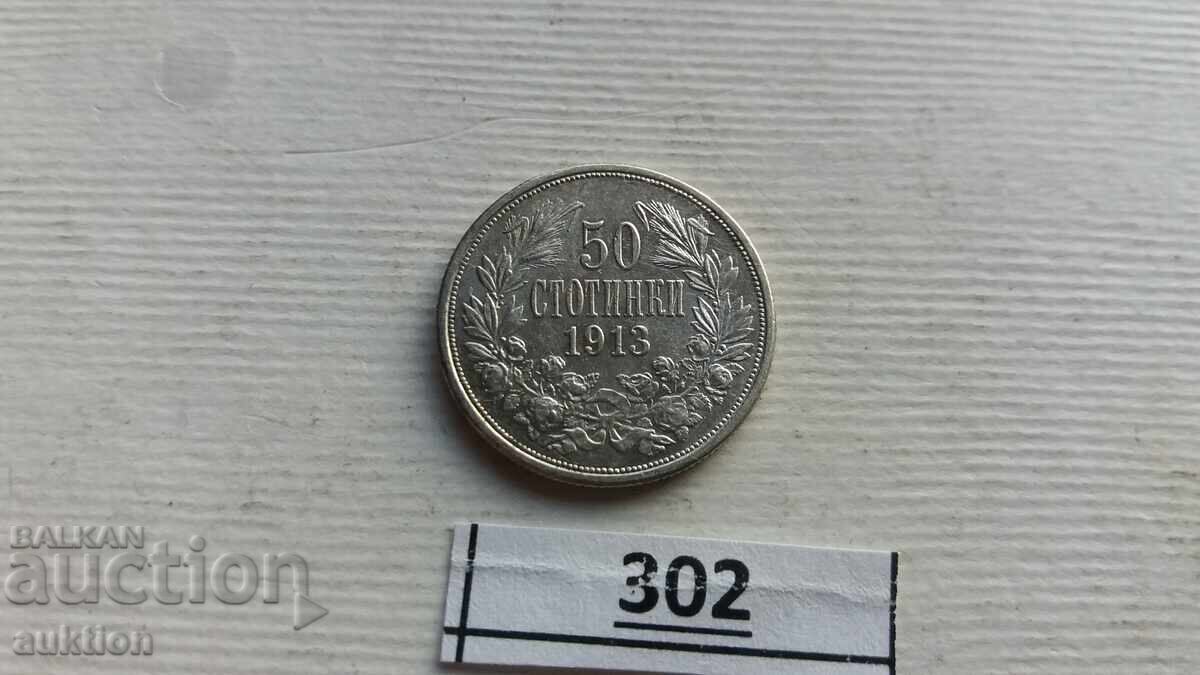 50
СТОТИНКИ
1913
302
BALKAN
auction
auktion